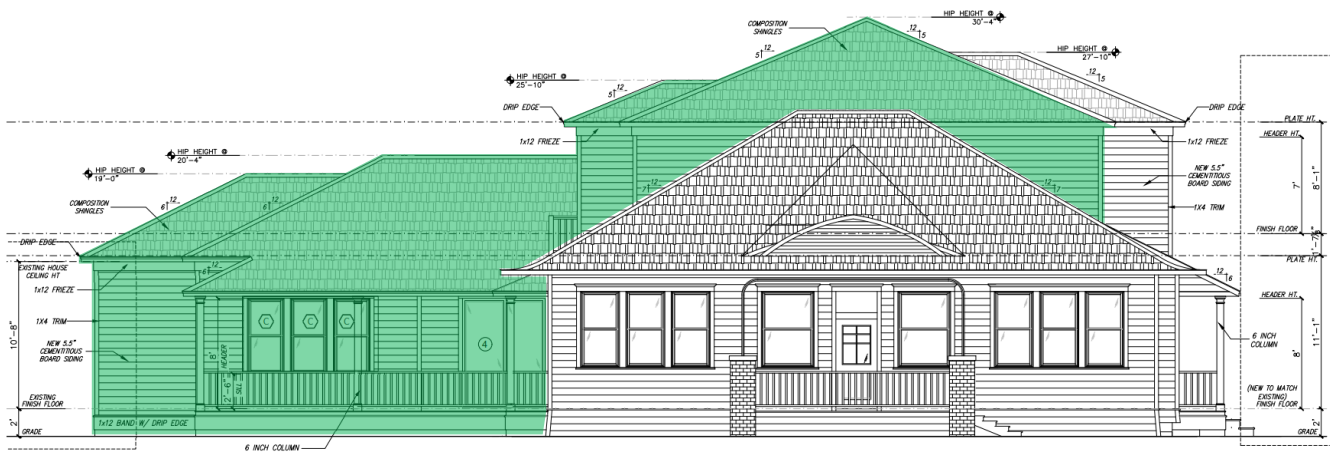 HIP HEIGHT @
30'-4"
COMPOSITION
SHINGLES
12
5
12
5
HIP HEIGHT @
27'-10"
12
5
HIP HEIGHT @
25'-10"
12
5
DRIP EDGE
DRIP EDGE
1x12 FRIEZE
1x12 FRIEZE
PLATE HT.
HEADER HT.
HIP HEIGHT @
20'-4"
HIP HEIGHT @
19'-0"
12
6
12
6
12
7
12
7
NEW 5.5"
CEMENTITIOUS
BOARD SIDING
7'
8'-1"
COMPOSITION
SHINGLES
1X4 TRIM
FINISH FLOOR
DRIP EDGE
PLATE HT.
EXISTING HOUSE
CEILING HT
12
6
12
6
1x12 FRIEZE
HEADER HT.
1X4 TRIM
C
C
C
4
6 INCH
COLUMN
NEW 5.5"
CEMENTITIOUS
BOARD SIDING
10'-8"
8'
HEADER
2'-6"
SILL
8'
11'-1"
EXISTING
FINISH FLOOR
(NEW TO MATCH
EXISTING)
FINISH FLOOR
1x12 BAND W/ DRIP EDGE
2'
GRADE
GRADE
2'
6 INCH COLUMN